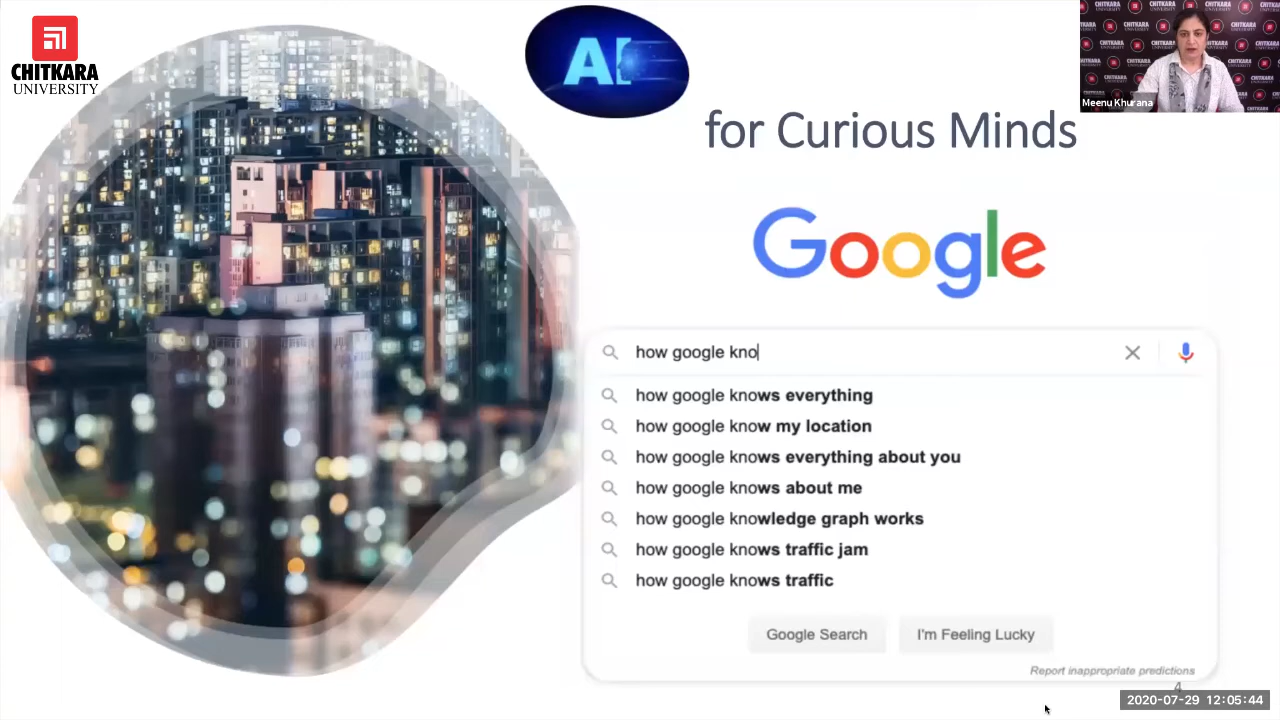 CHITKARA
UNIVERSITY
AI
for Curious Minds
Meenu Khurana
Google
how google kno
how google knows everything
how google know my location
how google knows everything about you
how google knows about me
how google knowledge graph works
how google knows traffic jam
how google knows traffic
Google Search
I'm Feeling Lucky
Report inappropriate predictions
4
2020-07-29 12:05:44